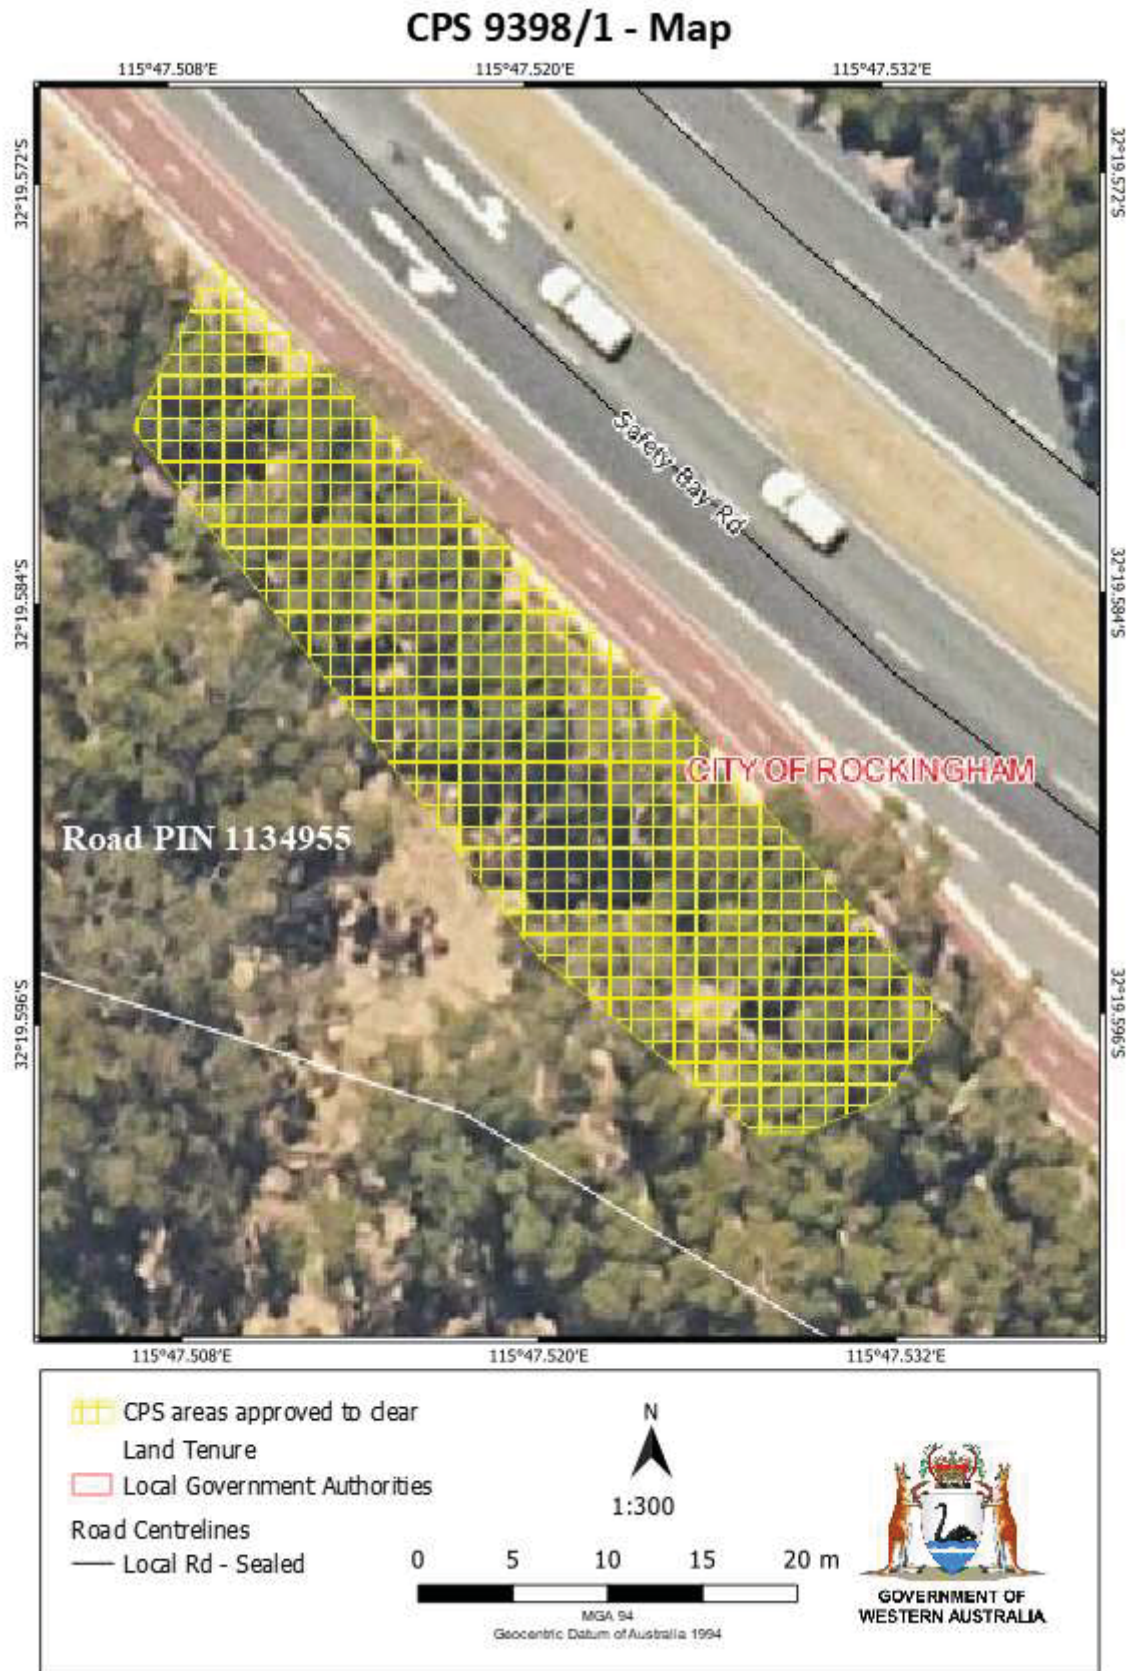 CPS 9398/1 - Map
115°47.508'E 115°47.520'E 115°47.532'E
32°19.572'S
32°19.572'S
Safety Bay Rd
32°19.584'S
32°19.584'S
CITY OF ROCKINGHAM
Road PIN 1134955
32°19.596'S
32°19.596'S
115°47.508'E 115°47.520'E 115°47.532'E
CPS areas approved to clear
Land Tenure
Local Government Authorities
Road Centrelines
Local Rd - Sealed
N
1:300
0 5 10 15 20 m
MGA 94
Geocentric Datum of Australia 1994
GOVERNMENT OF
WESTERN AUSTRALIA